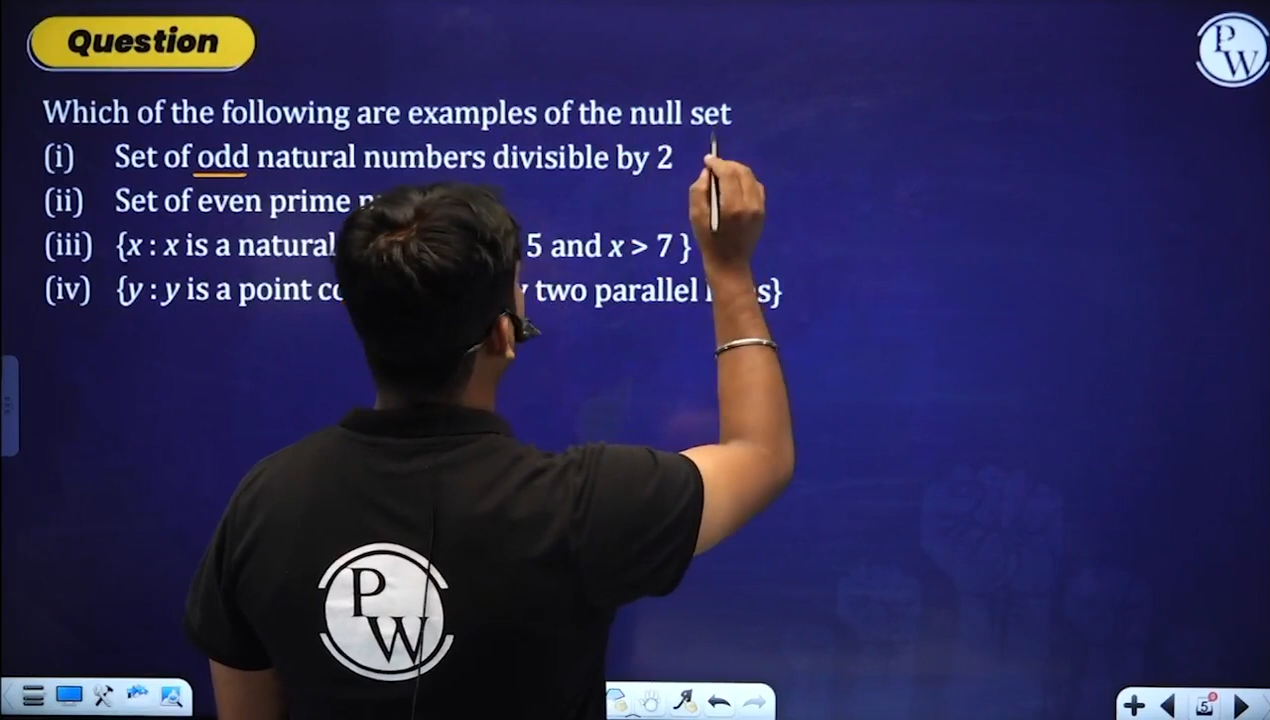 Question
PW
Which of the following are examples of the null set
(i) Set of odd natural numbers divisible by 2
(ii) Set of even prime
(iii) {x : x is a natural 5 and x > 7 }
(iv) {y : y is a point two parallel
PW
5